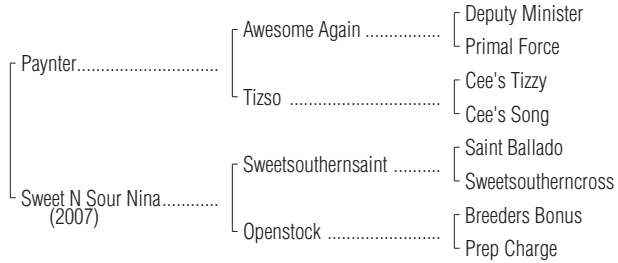 Deputy Minister
Awesome Again ................
Primal Force
Paynter.............................
Cee's Tizzy
Tizso ................................
Cee's Song
Saint Ballado
Sweetsouthernsaint ..........
Sweetsoutherncross
Sweet N Sour Nina............
(2007)
Breeders Bonus
Openstock ........................
Prep Charge